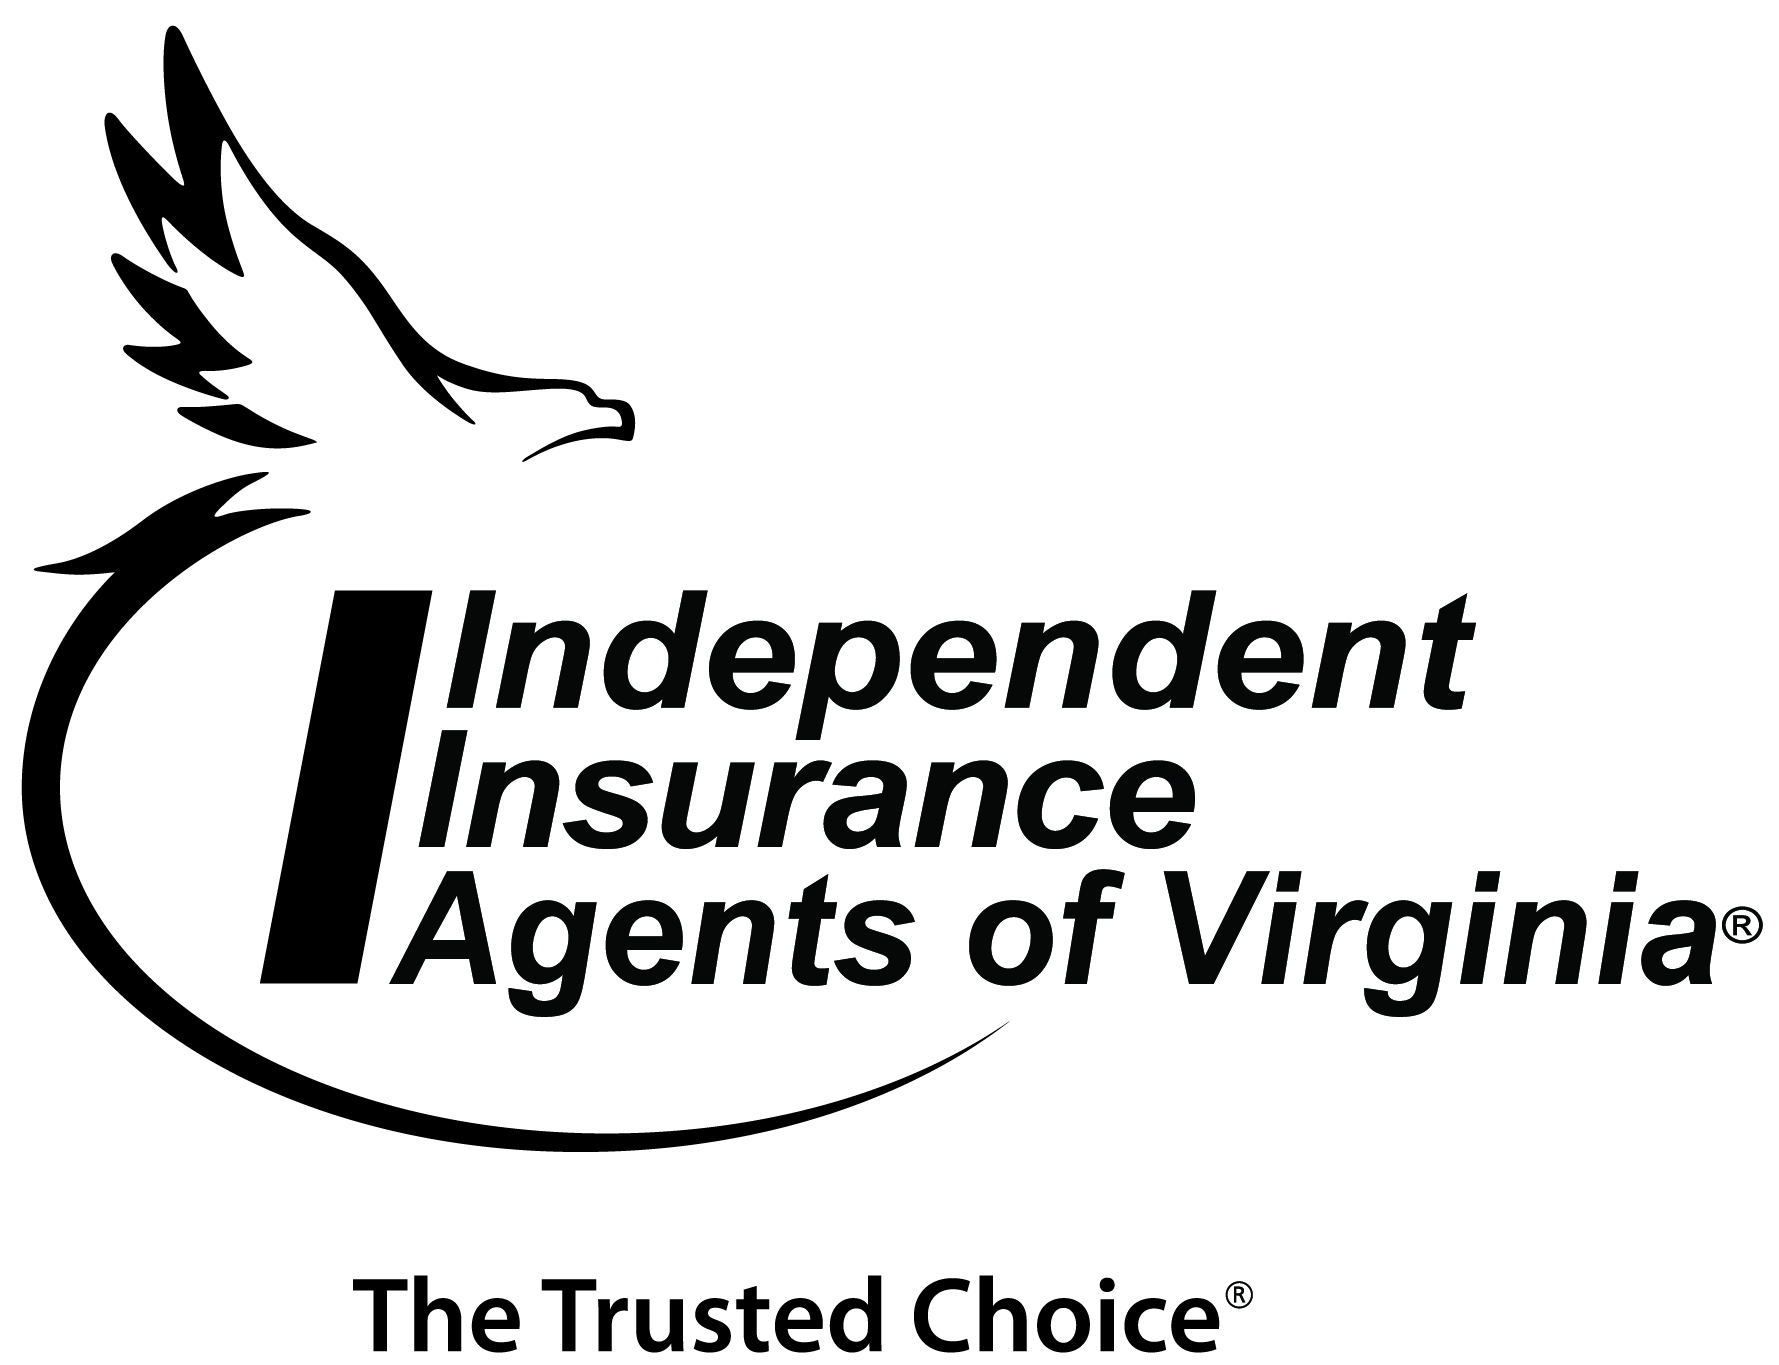 Independent
Insurance
Agents of Virginia®
The Trusted Choice®